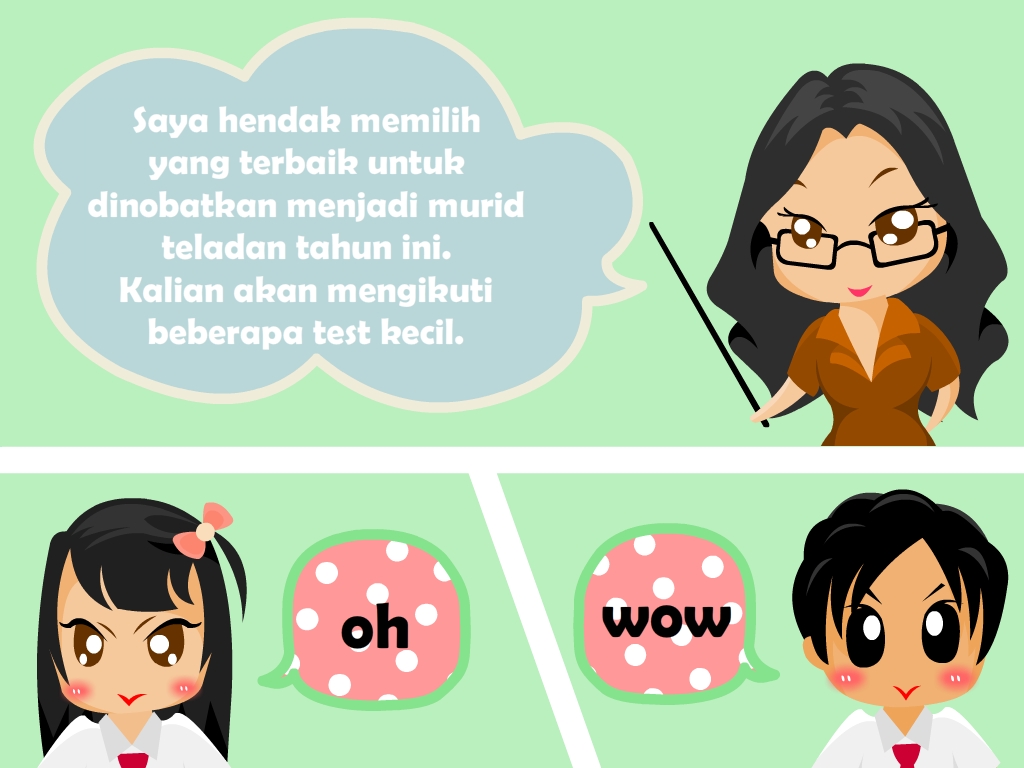 Saya hendak memilih
yang terbaik untuk
dinobatkan menjadi murid
teladan tahun ini.
Kalian akan mengikuti
beberapa test kecil.
oh
wow